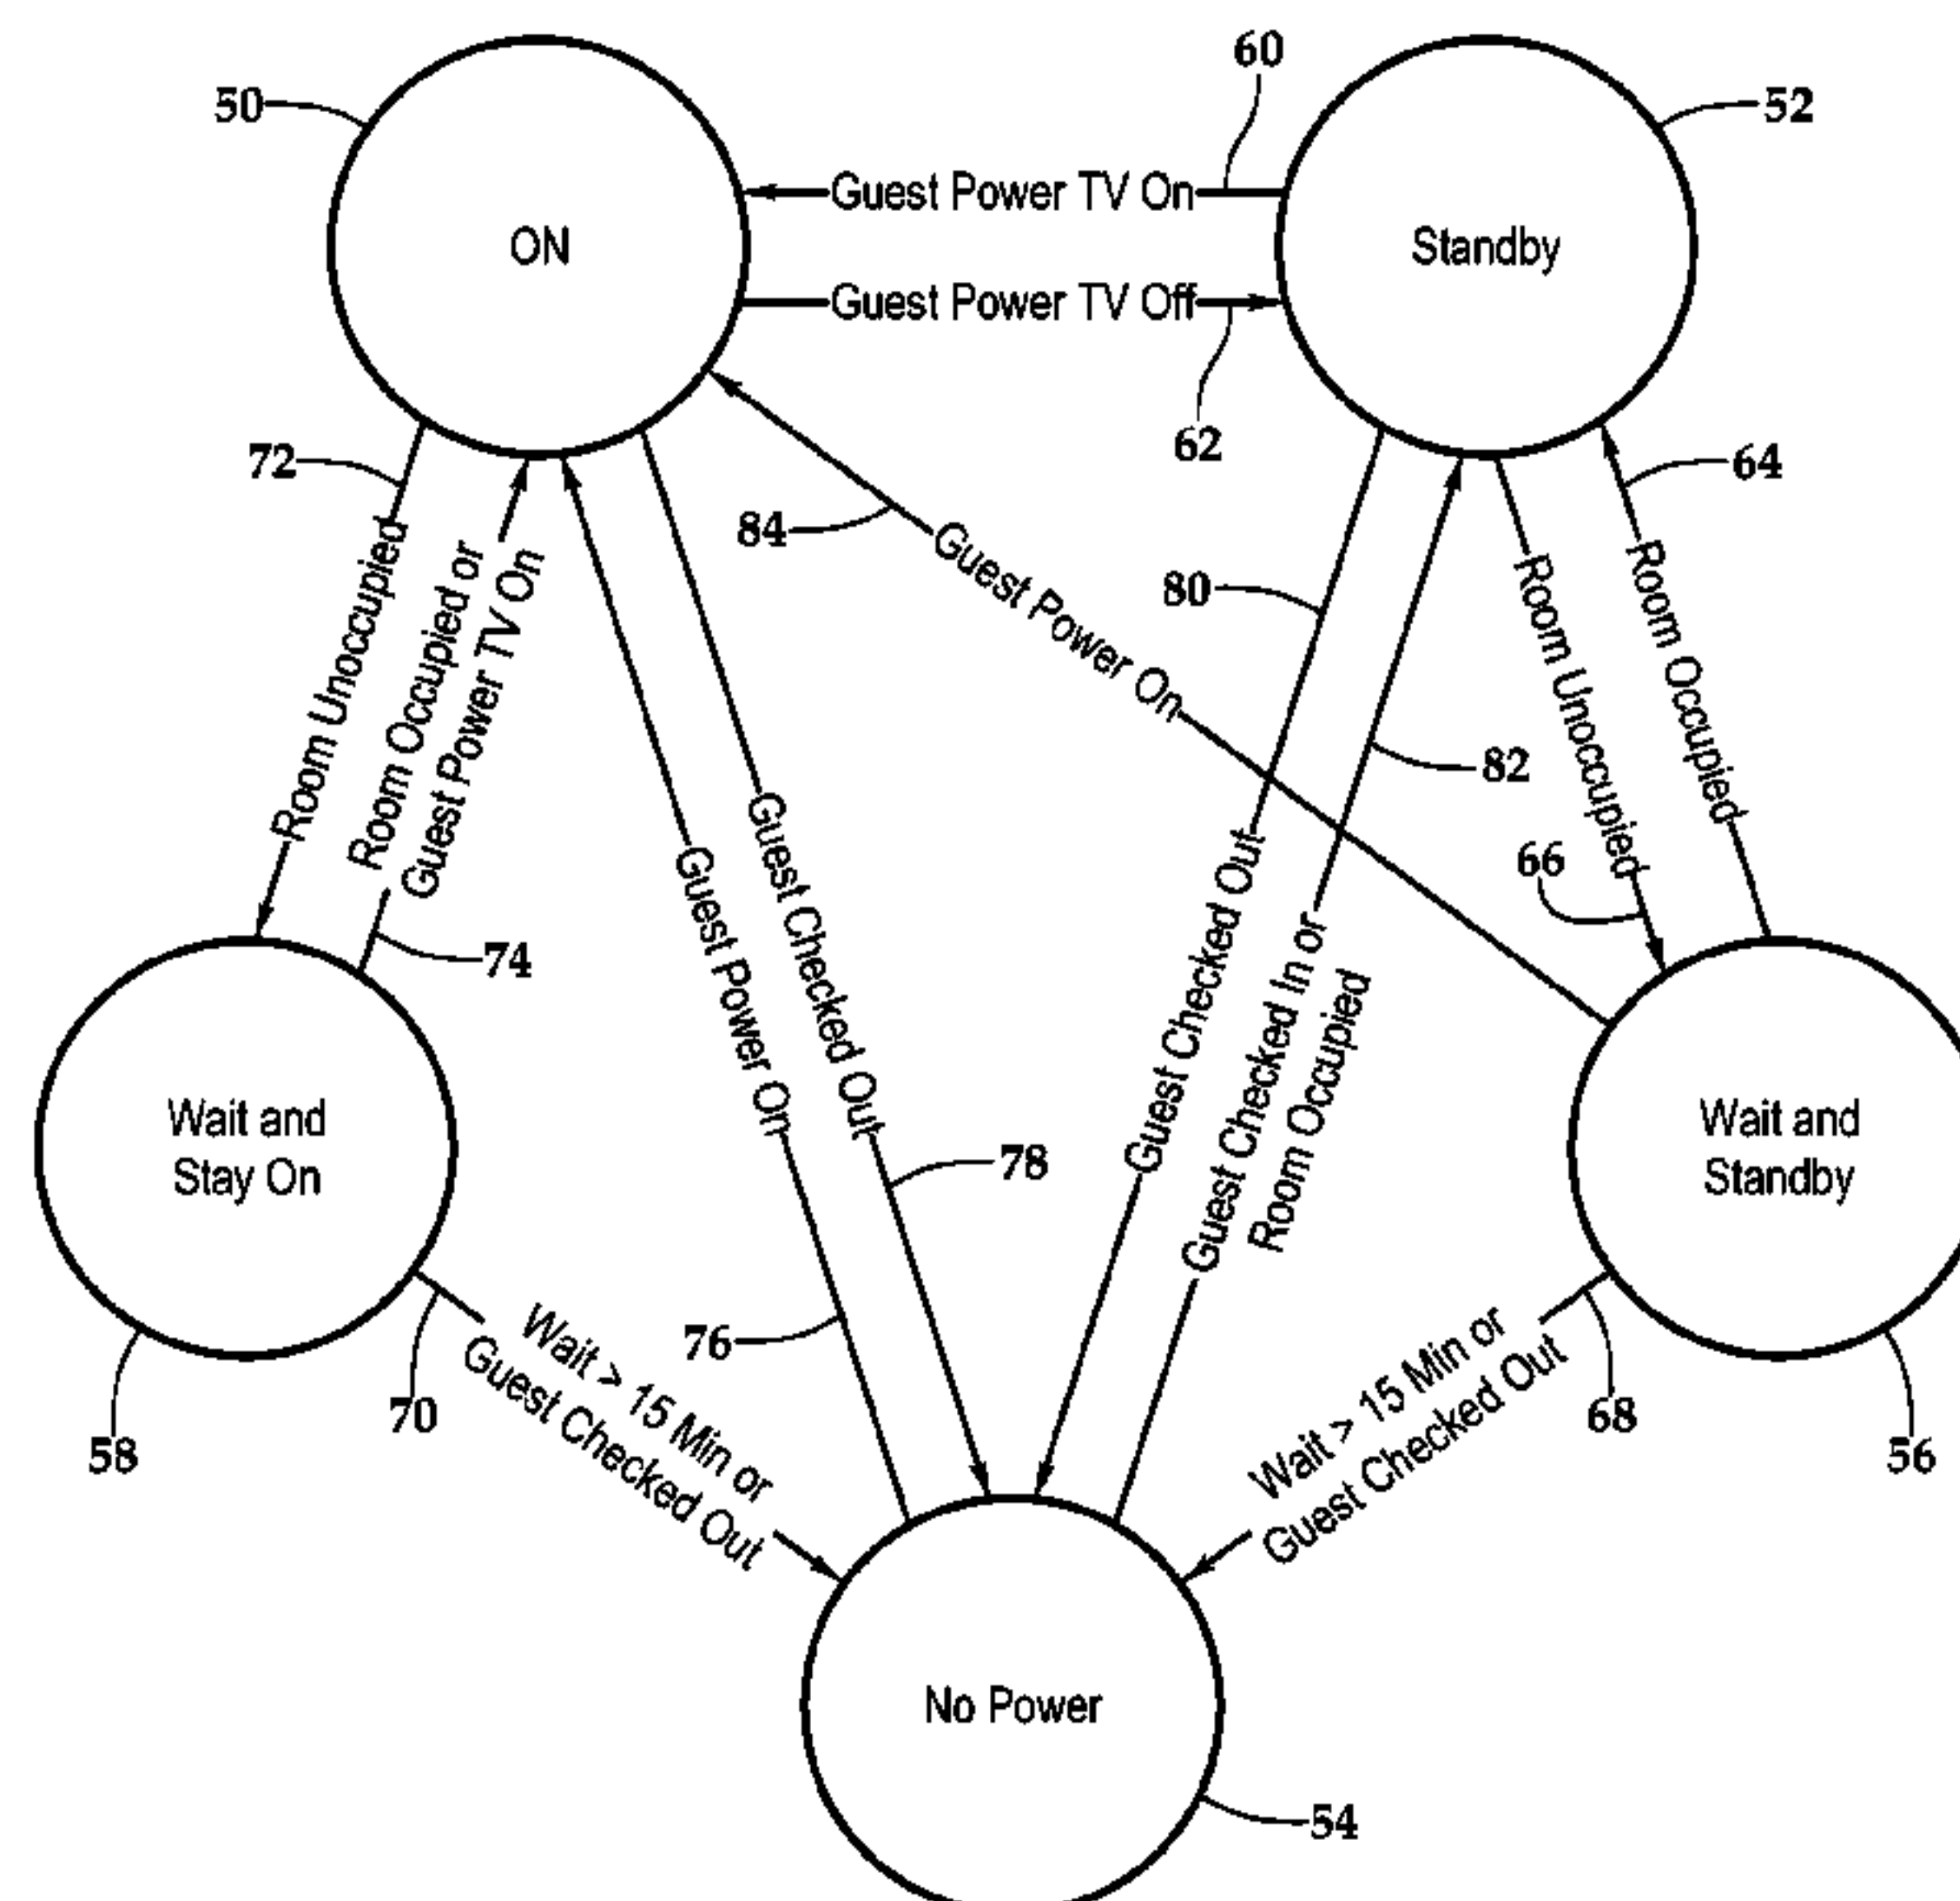 60
50
52
Guest Power TV On
ON
Standby
Guest Power TV Off
62
72
64
84
80
Room Unoccupied
Room Occupied or
Guest Power TV On
Guest Power On
Room Unoccupied
Room Occupied
82
66
74
Guest Power On
Guest Checked Out
Guest Checked Out
Guest Checked In or
Room Occupied
Wait and
Stay On
Wait and
Standby
78
76
Wait > 15 Min or
Guest Checked Out
Wait > 15 Min or
Guest Checked Out
58
70
68
56
No Power
54